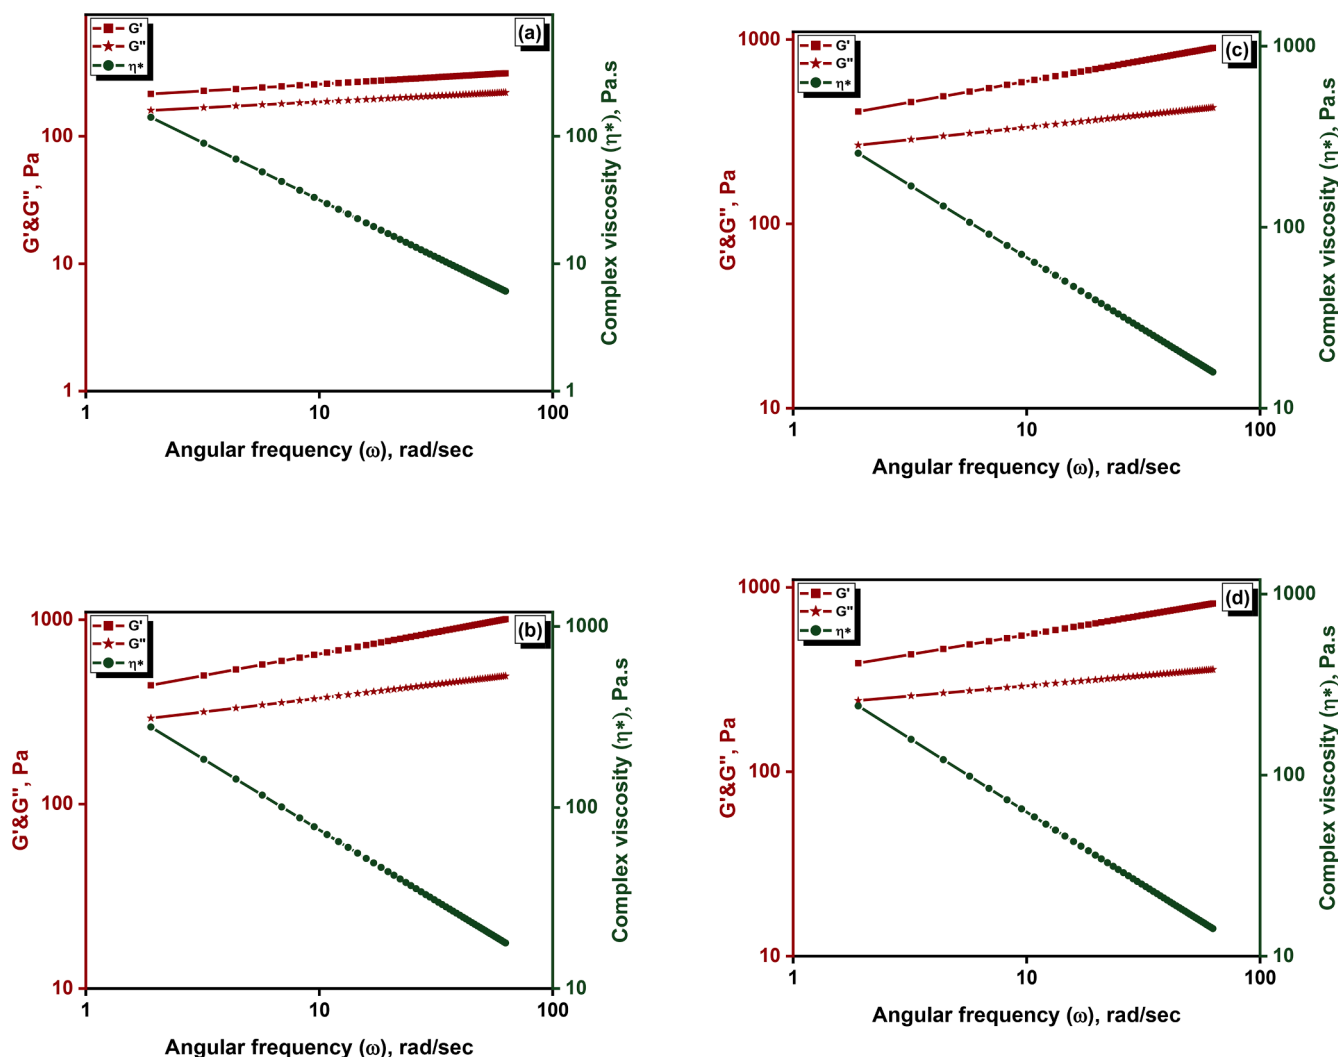 (a)
G'
G"
η*
100
10
1
G'&G", Pa
100
10
1
Complex viscosity (η*), Pa.s
1
10
100
Angular frequency (ω), rad/sec
(c)
G'
G"
η*
1000
100
10
G'&G", Pa
1000
100
10
Complex viscosity (η*), Pa.s
1
10
100
Angular frequency (ω), rad/sec
(b)
G'
G"
η*
1000
100
10
G'&G", Pa
1000
100
10
Complex viscosity (η*), Pa.s
1
10
100
Angular frequency (ω), rad/sec
(d)
G'
G"
η*
1000
100
10
G'&G", Pa
1000
100
10
Complex viscosity (η*), Pa.s
1
10
100
Angular frequency (ω), rad/sec